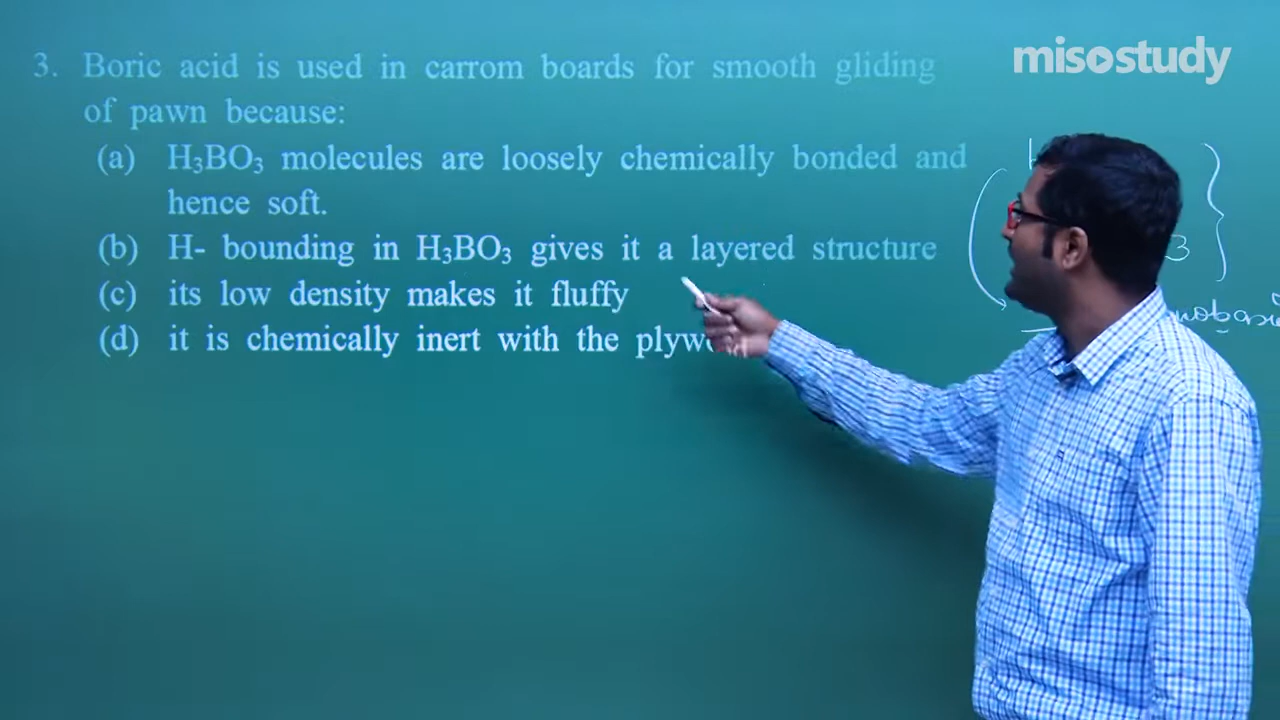 misostudy
3. Boric acid is used in carrom boards for smooth gliding
of pawn because:
(a) H₃BO₃ molecules are loosely chemically bonded and
hence soft.
(b) H- bounding in H₃BO₃ gives it a layered structure
(c) its low density makes it fluffy
(d) it is chemically inert with the
3